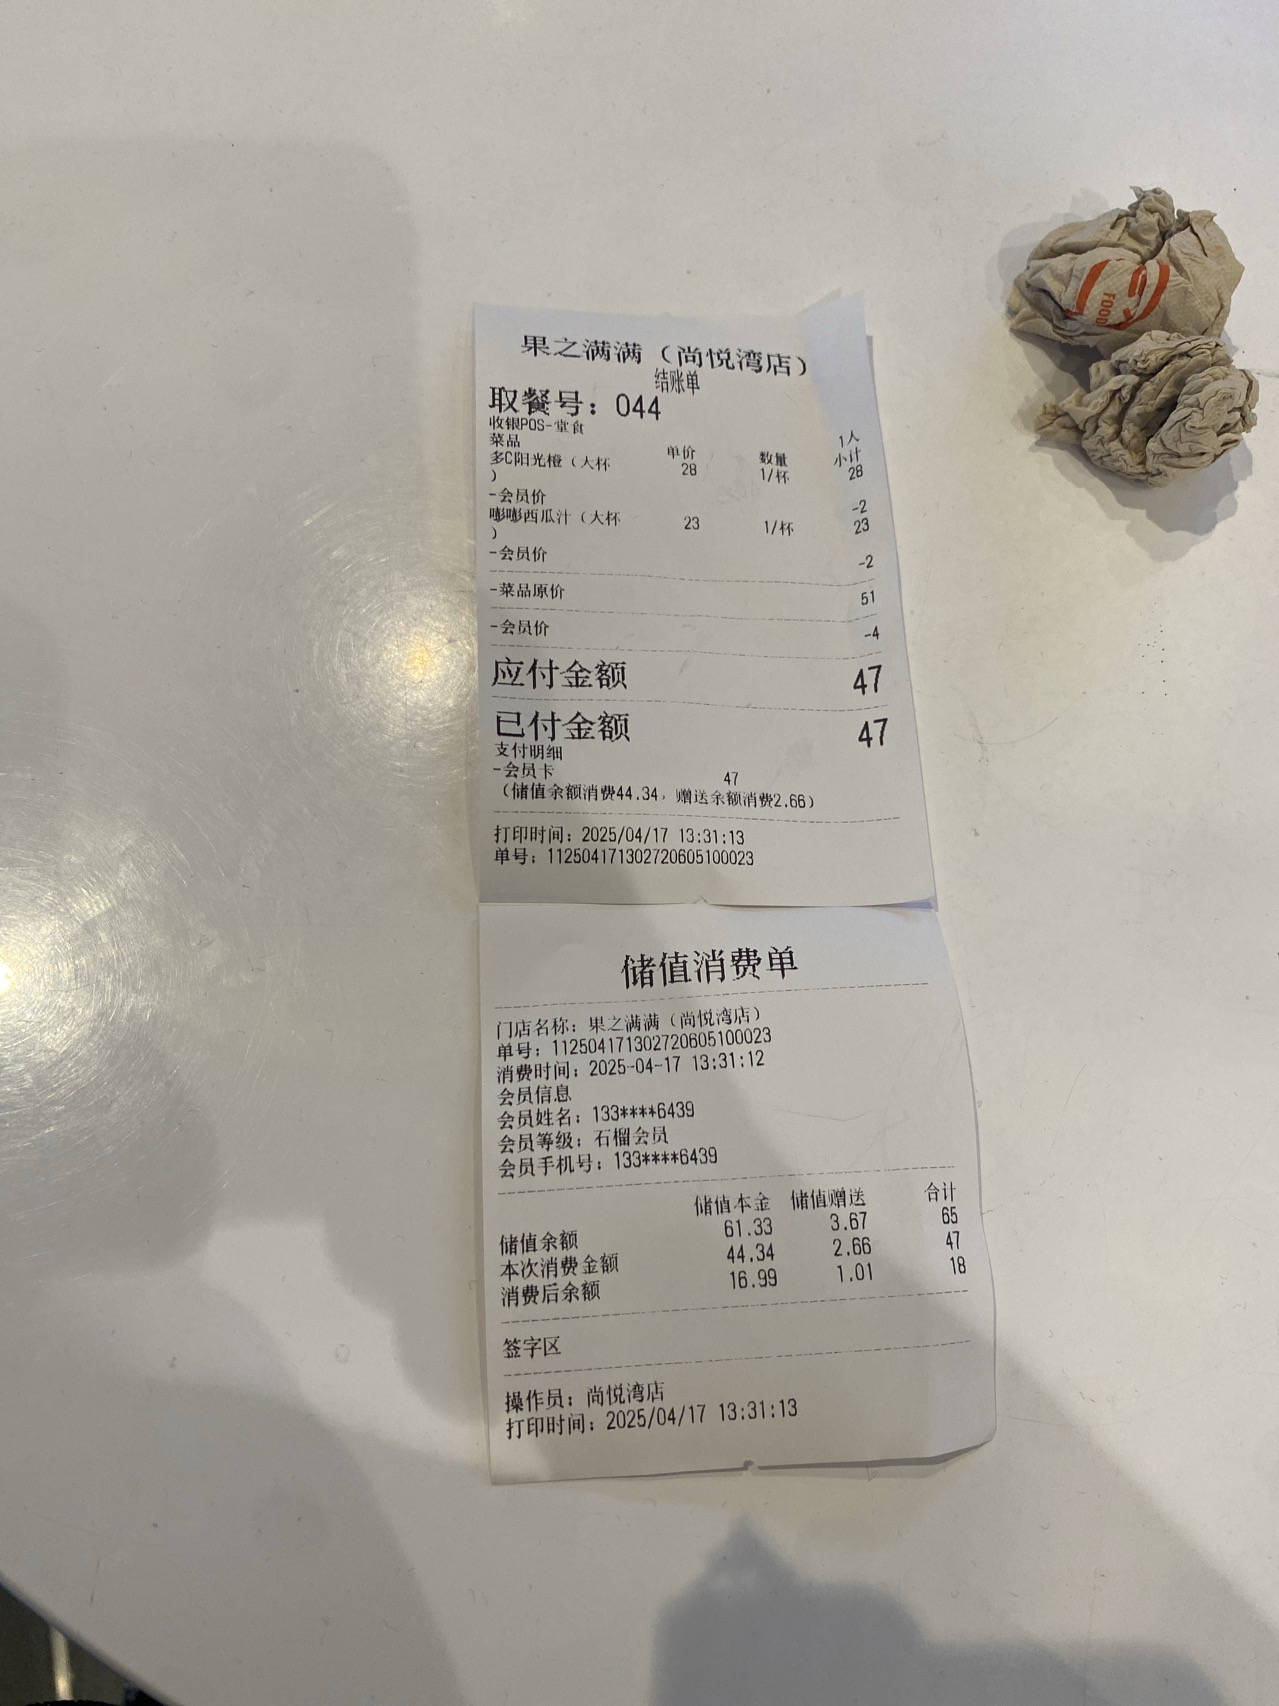 果之满满（尚悦湾店）
结账单
取餐号：044
收银POS-堂食 1人
菜品 单价 数量 小计
多C阳光橙（大杯 28 1/杯 28
）
-会员价 -2
嘭嘭西瓜汁（大杯 23 1/杯 23
）
-会员价 -2
-菜品原价 51
-会员价 -4
应付金额 47
已付金额 47
支付明细
-会员卡 47
（储值余额消费44.34，赠送余额消费2.66）
打印时间：2025/04/17 13:31:13
单号：112504171302720605100023
储值消费单
门店名称：果之满满（尚悦湾店）
单号：112504171302720605100023
消费时间：2025-04-17 13:31:12
会员信息
会员姓名：133****6439
会员等级：石榴会员
会员手机号：133****6439
储值本金 储值赠送 合计
储值余额 61.33 3.67 65
本次消费金额 44.34 2.66 47
消费后余额 16.99 1.01 18
签字区
操作员：尚悦湾店
打印时间：2025/04/17 13:31:13
FOOD